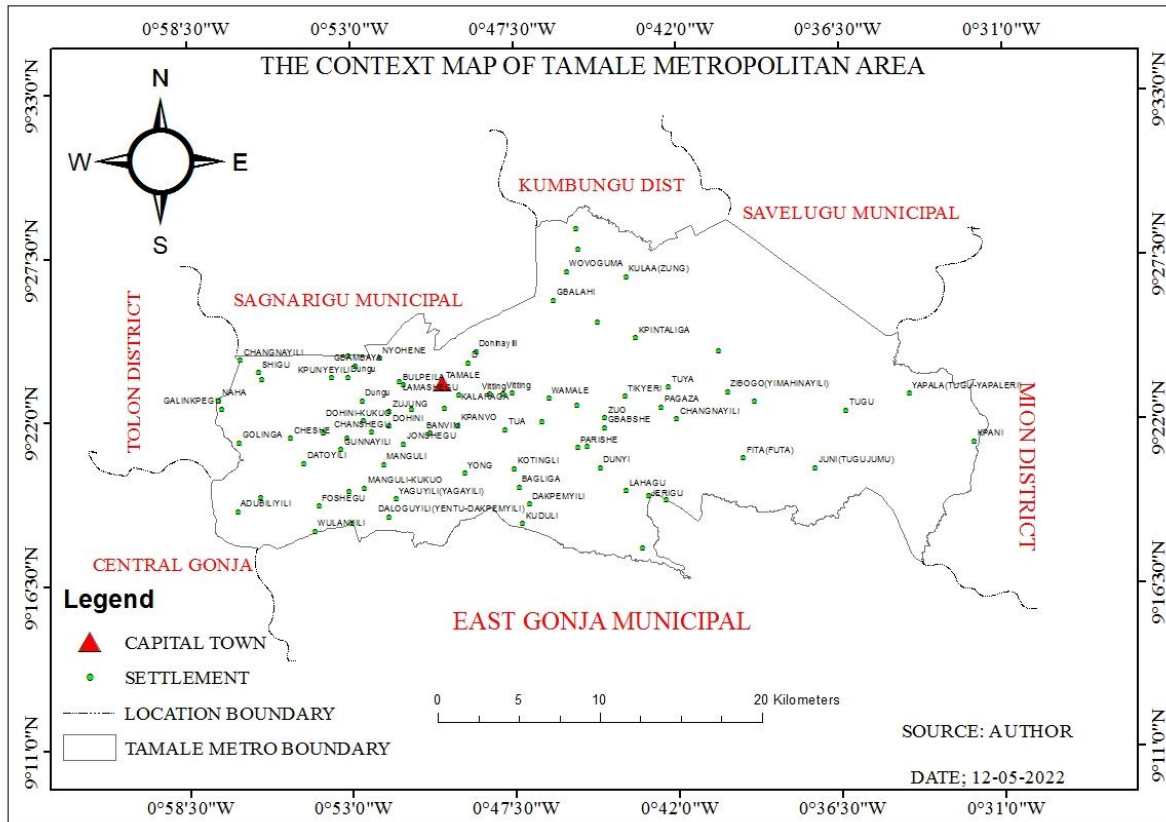 0°58'30"W 0°53'0"W 0°47'30"W 0°42'0"W 0°36'30"W 0°31'0"W
THE CONTEXT MAP OF TAMALE METROPOLITAN AREA
9°33'0"N 9°33'0"N
N
W E
S
KUMBUNGU DIST
SAVELUGU MUNICIPAL
9°27'30"N 9°27'30"N
WOVOGUMA
KULAA(ZUNG)
GBALAHI
SAGNARIGU MUNICIPAL
TOLON DISTRICT
KPINTALIGA
Dohinayili
CHANGNAYILI
GBAMBAYA
NYOHENE
SHIGU
KPUNYEYILI
Dungu
BULPEILA
TAMALE
LAMASHEGU
TUYA
NAHA
GALINKPEGU
Dungu
ZUJUNG
KALARIAGA
Vitting
Vitting
WAMALE
TIKYERI
ZIBOGO(YIMAHINAYILI)
YAPALA(TUGU-YAPALERI)
MION DISTRICT
9°22'0"N 9°22'0"N
DOHINI-KUKUO
DOHINI
ZUO
PAGAZA
CHANGNAYILI
TUGU
CHANSHEGU
BANVIM
KPANVO
TUA
GBABSHE
GOLINGA
CHESHE
GUNNAYILI
JONSHEGU
PARISHE
KPANI
DATOYILI
MANGULI
YONG
KOTINGLI
DUNYI
FITA(FUTA)
JUNI(TUGUJUMU)
MANGULI-KUKUO
BAGLIGA
LAHAGU
JERIGU
ADUBILIYILI
FOSHEGU
YAGUYILI(YAGAYILI)
DAKPEMYILI
WULANYILI
DALOGUYILI(YENTU-DAKPEMYILI)
KUDULI
CENTRAL GONJA
9°16'30"N 9°16'30"N
EAST GONJA MUNICIPAL
Legend
CAPITAL TOWN
SETTLEMENT
LOCATION BOUNDARY
TAMALE METRO BOUNDARY
0 5 10 20 Kilometers
SOURCE: AUTHOR
DATE; 12-05-2022
9°11'0"N 9°11'0"N
0°58'30"W 0°53'0"W 0°47'30"W 0°42'0"W 0°36'30"W 0°31'0"W